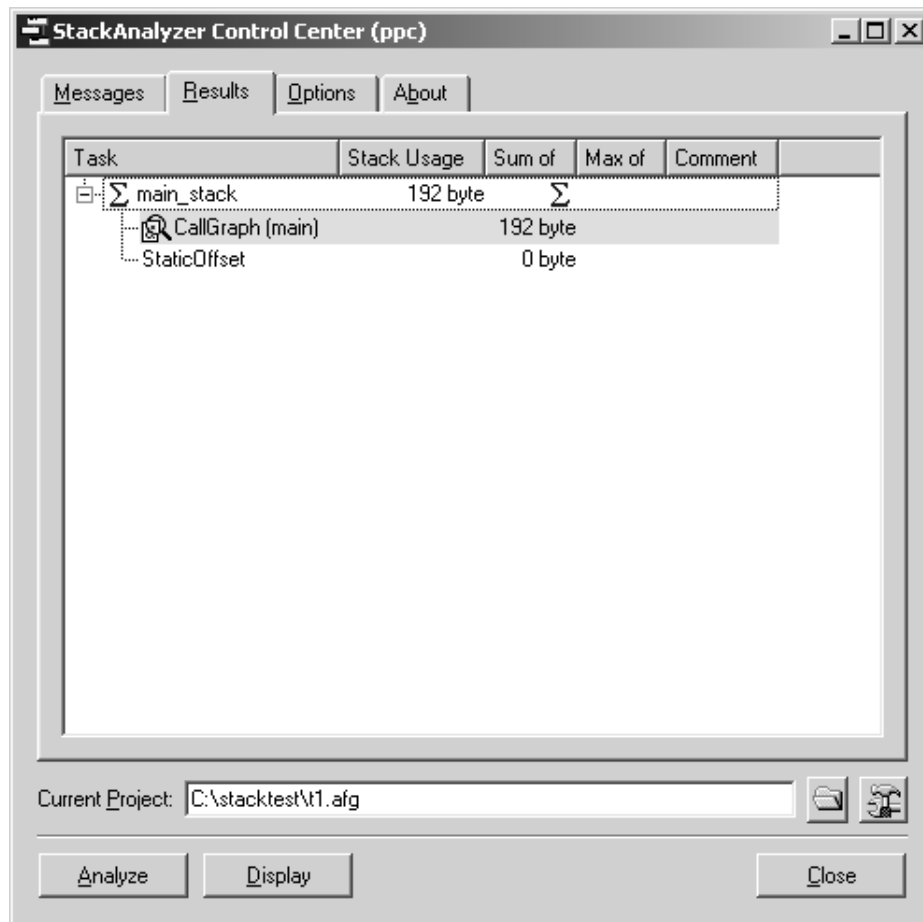 StackAnalyzer Control Center (ppc)
Messages Results Options About
Task Stack Usage Sum of Max of Comment
Σ main_stack 192 byte Σ
CallGraph (main) 192 byte
StaticOffset 0 byte
Current Project: C:\stacktest\t1.afg
Analyze Display Close